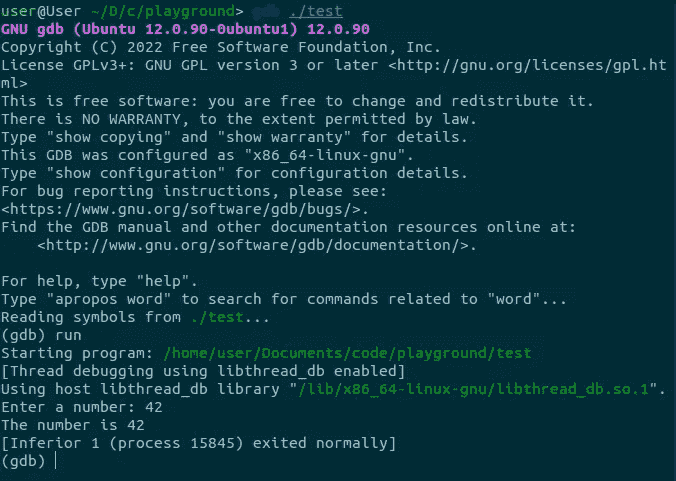 user@User ~/D/c/playground> ./test
GNU gdb (Ubuntu 12.0.90-0ubuntu1) 12.0.90
Copyright (C) 2022 Free Software Foundation, Inc.
License GPLv3+: GNU GPL version 3 or later <http://gnu.org/licenses/gpl.ht
ml>
This is free software: you are free to change and redistribute it.
There is NO WARRANTY, to the extent permitted by law.
Type "show copying" and "show warranty" for details.
This GDB was configured as "x86_64-linux-gnu".
Type "show configuration" for configuration details.
For bug reporting instructions, please see:
<https://www.gnu.org/software/gdb/bugs/>.
Find the GDB manual and other documentation resources online at:
    <http://www.gnu.org/software/gdb/documentation/>.

For help, type "help".
Type "apropos word" to search for commands related to "word"...
Reading symbols from ./test...
(gdb) run
Starting program: /home/user/Documents/code/playground/test
[Thread debugging using libthread_db enabled]
Using host libthread_db library "/lib/x86_64-linux-gnu/libthread_db.so.1".
Enter a number: 42
The number is 42
[Inferior 1 (process 15845) exited normally]
(gdb)